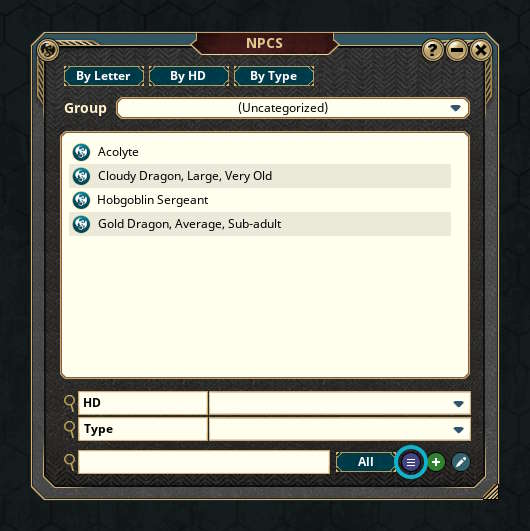 NPCS
?
By Letter By HD By Type
Group (Uncategorized)
Acolyte
Cloudy Dragon, Large, Very Old
Hobgoblin Sergeant
Gold Dragon, Average, Sub-adult
HD
Type
All